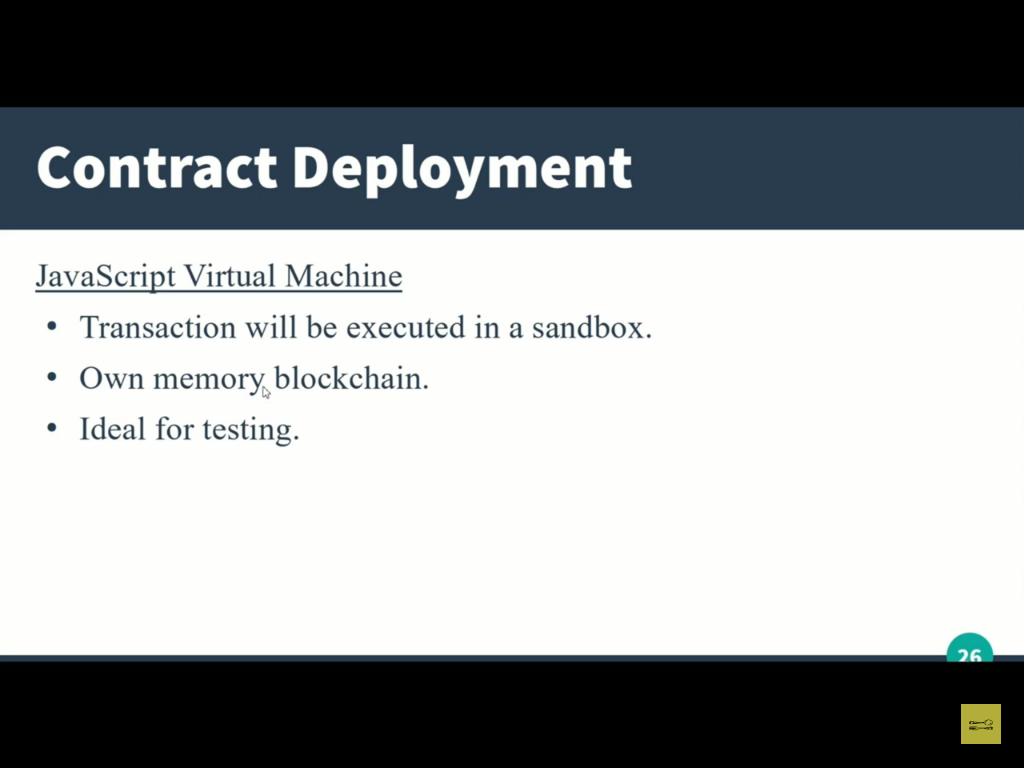 Contract Deployment
JavaScript Virtual Machine
• Transaction will be executed in a sandbox.
• Own memory blockchain.
• Ideal for testing.
26